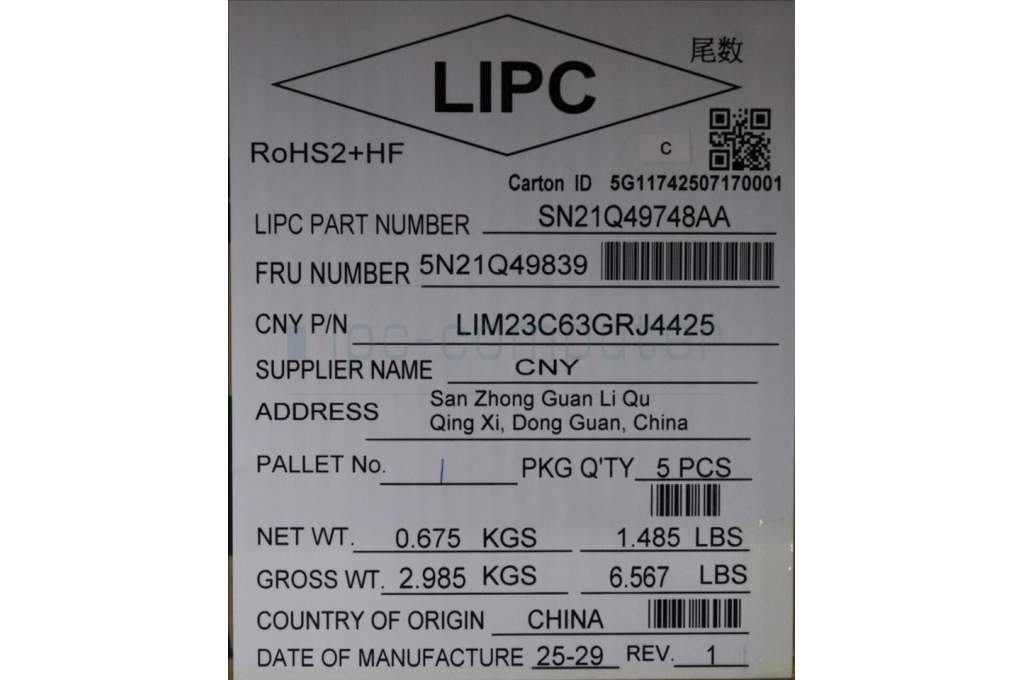 尾数
LIPC
RoHS2+HF
C
Carton ID 5G11742507170001
LIPC PART NUMBER SN21Q49748AA
FRU NUMBER 5N21Q49839
CNY P/N LIM23C63GRJ4425
ipc-computer
SUPPLIER NAME CNY
ADDRESS San Zhong Guan Li Qu
Qing Xi, Dong Guan, China
PALLET No. 1 PKG Q'TY 5 PCS
NET WT. 0.675 KGS 1.485 LBS
GROSS WT. 2.985 KGS 6.567 LBS
COUNTRY OF ORIGIN CHINA
DATE OF MANUFACTURE 25-29 REV. 1